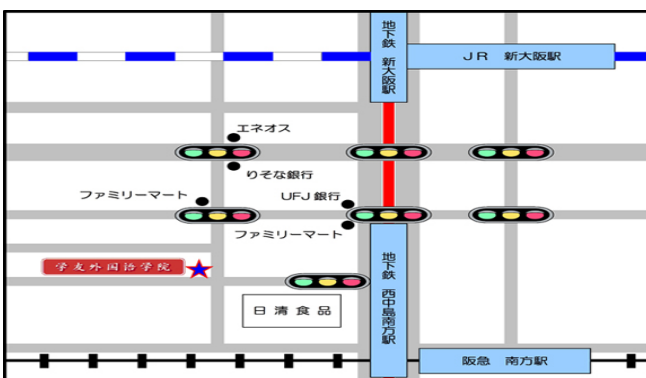 地下鉄 新大阪駅
JR 新大阪駅
エネオス
りそな銀行
ファミリーマート
UFJ銀行
ファミリーマート
学友外国语学院
地下鉄 西中島南方駅
日清食品
阪急 南方駅